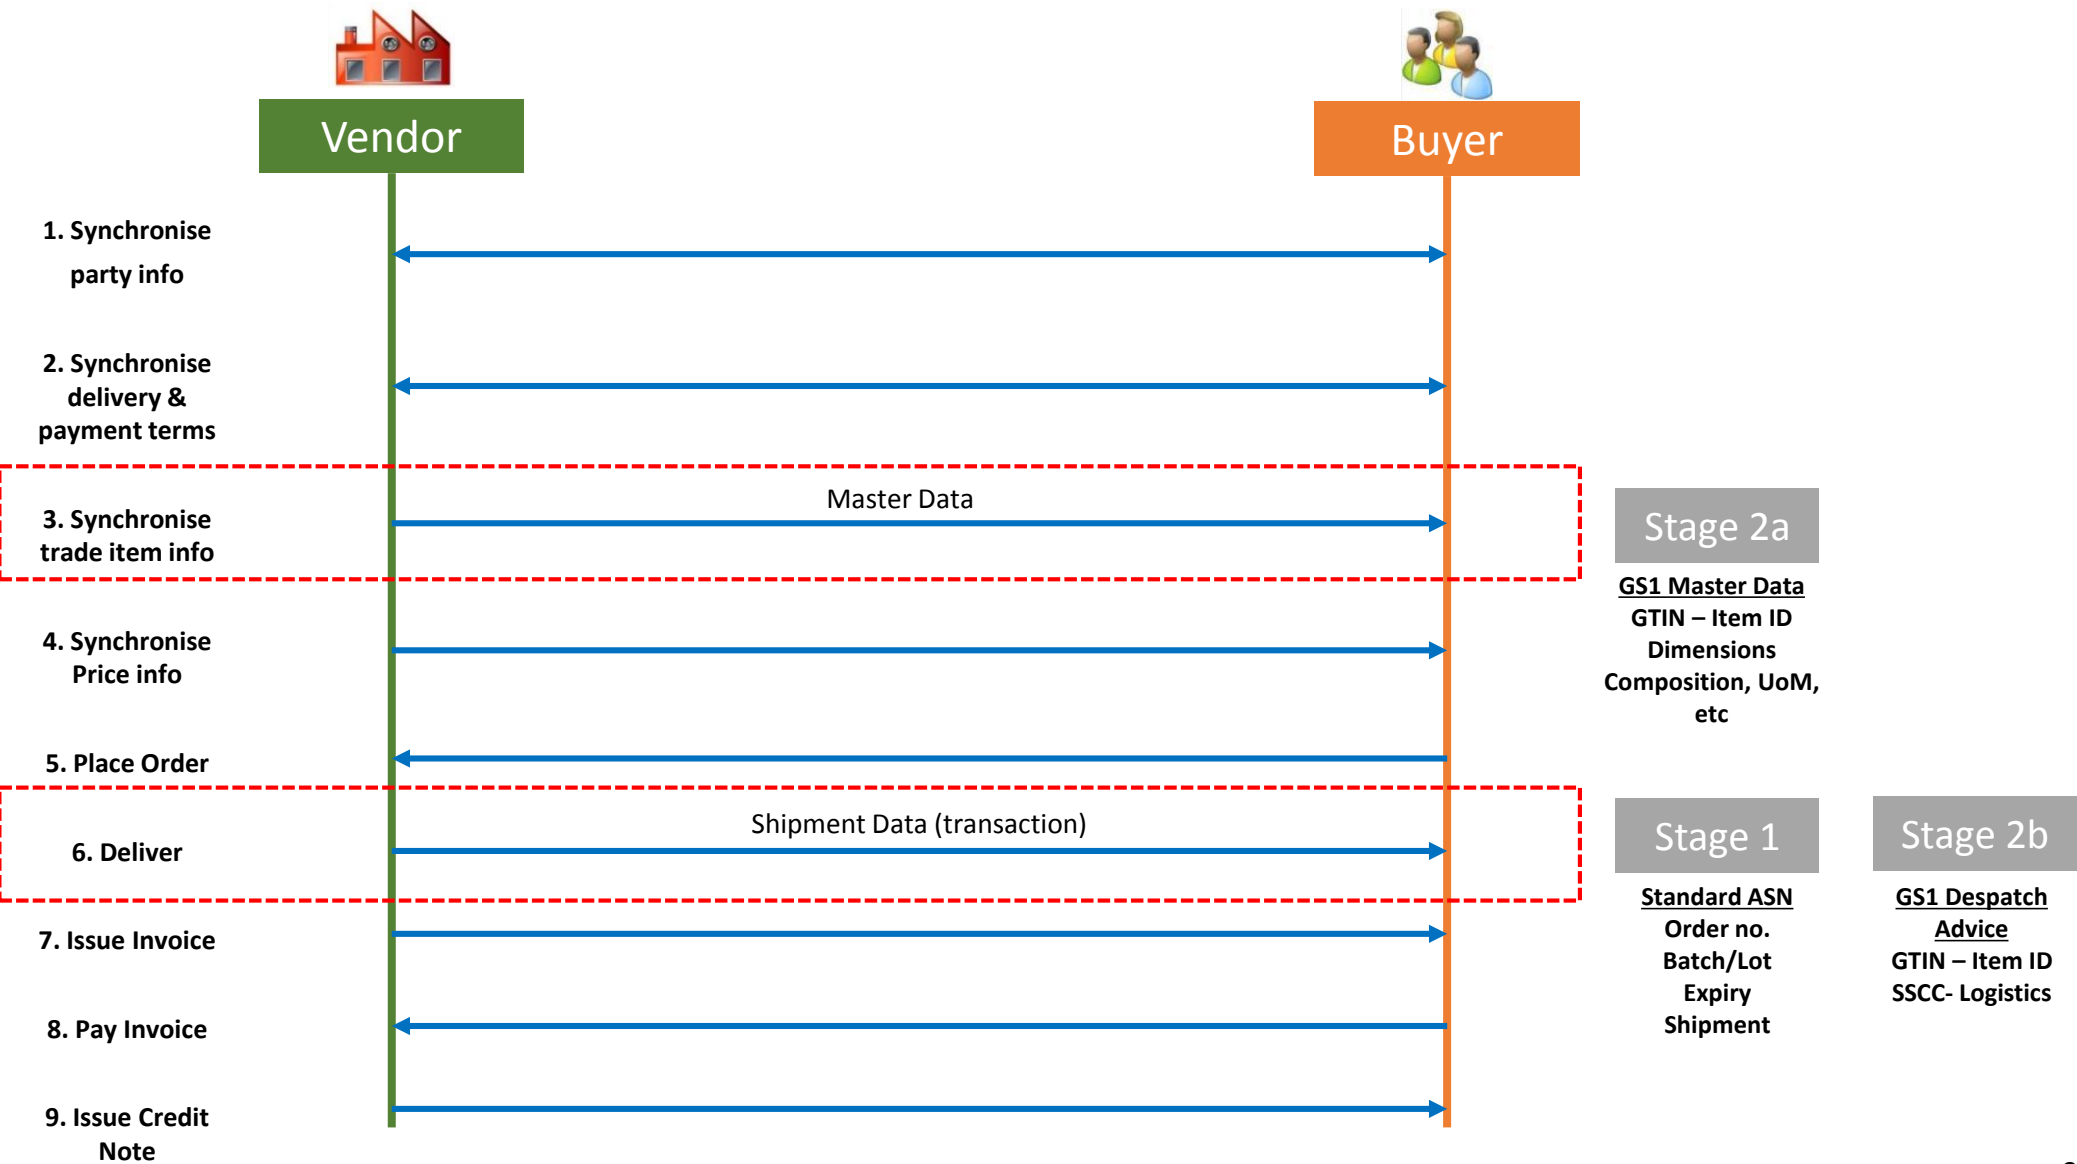 Vendor
Buyer
1. Synchronise
party info
2. Synchronise
delivery &
payment terms
Master Data
3. Synchronise
trade item info
Stage 2a
GS1 Master Data
GTIN – Item ID
Dimensions
Composition, UoM,
etc
4. Synchronise
Price info
5. Place Order
Shipment Data (transaction)
6. Deliver
Stage 1
Standard ASN
Order no.
Batch/Lot
Expiry
Shipment
Stage 2b
GS1 Despatch
Advice
GTIN – Item ID
SSCC- Logistics
7. Issue Invoice
8. Pay Invoice
9. Issue Credit
Note